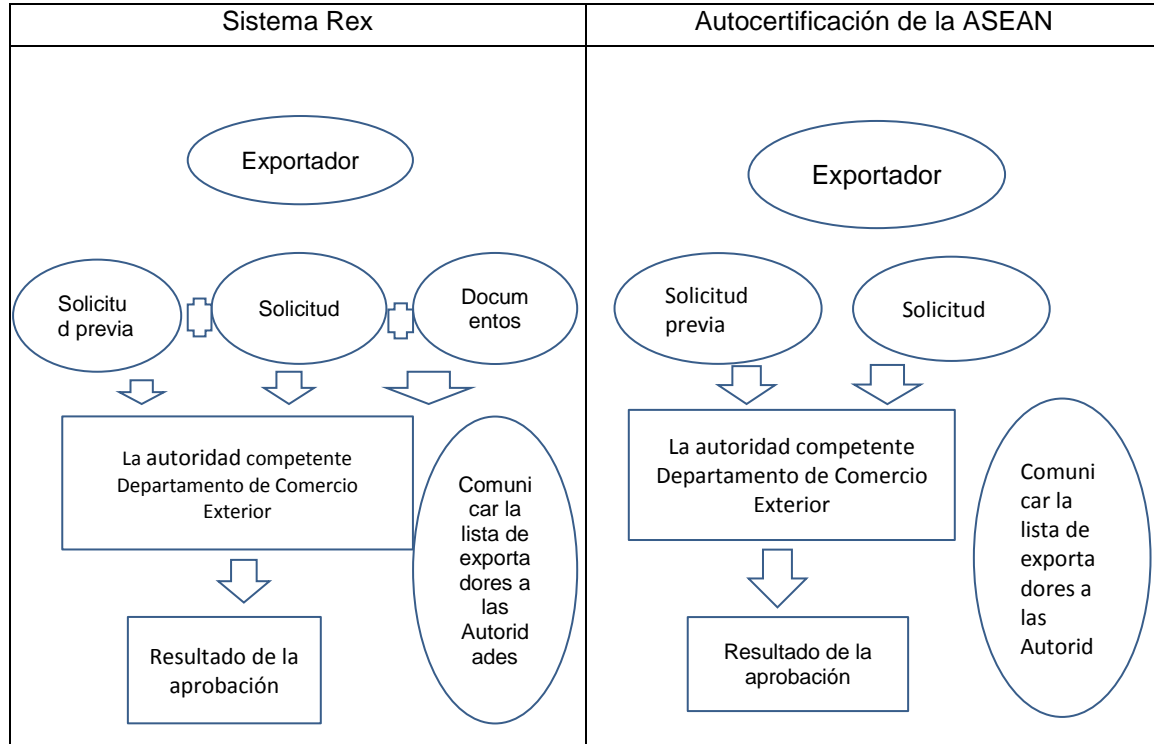 Sistema Rex
Exportador
Solicitu
d previa
Solicitud
Docum
entos
La autoridad competente
Departamento de Comercio
Exterior
Comuni
car la
lista de
exporta
dores a
las
Autorid
ades
Resultado de la
aprobación
Autocertificación de la ASEAN
Exportador
Solicitud
previa
Solicitud
La autoridad competente
Departamento de Comercio
Exterior
Comuni
car la
lista de
exporta
dores a
las
Autorid
Resultado de la
aprobación